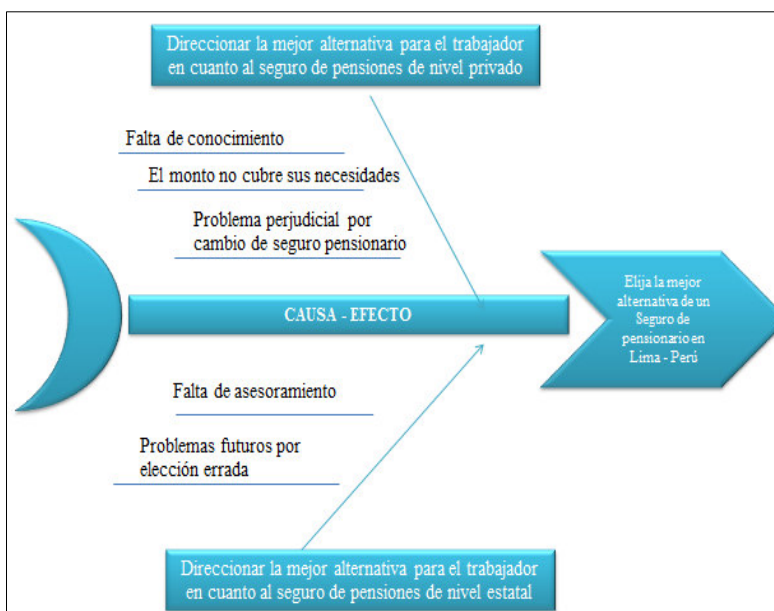 Direccionar la mejor alternativa para el trabajador
en cuanto al seguro de pensiones de nivel privado
Falta de conocimiento
El monto no cubre sus necesidades
Problema perjudicial por
cambio de seguro pensionario
CAUSA - EFECTO
Elija la mejor
alternativa de un
Seguro de
pensionario en
Lima - Perú
Falta de asesoramiento
Problemas futuros por
elección errada
Direccionar la mejor alternativa para el trabajador
en cuanto al seguro de pensiones de nivel estatal